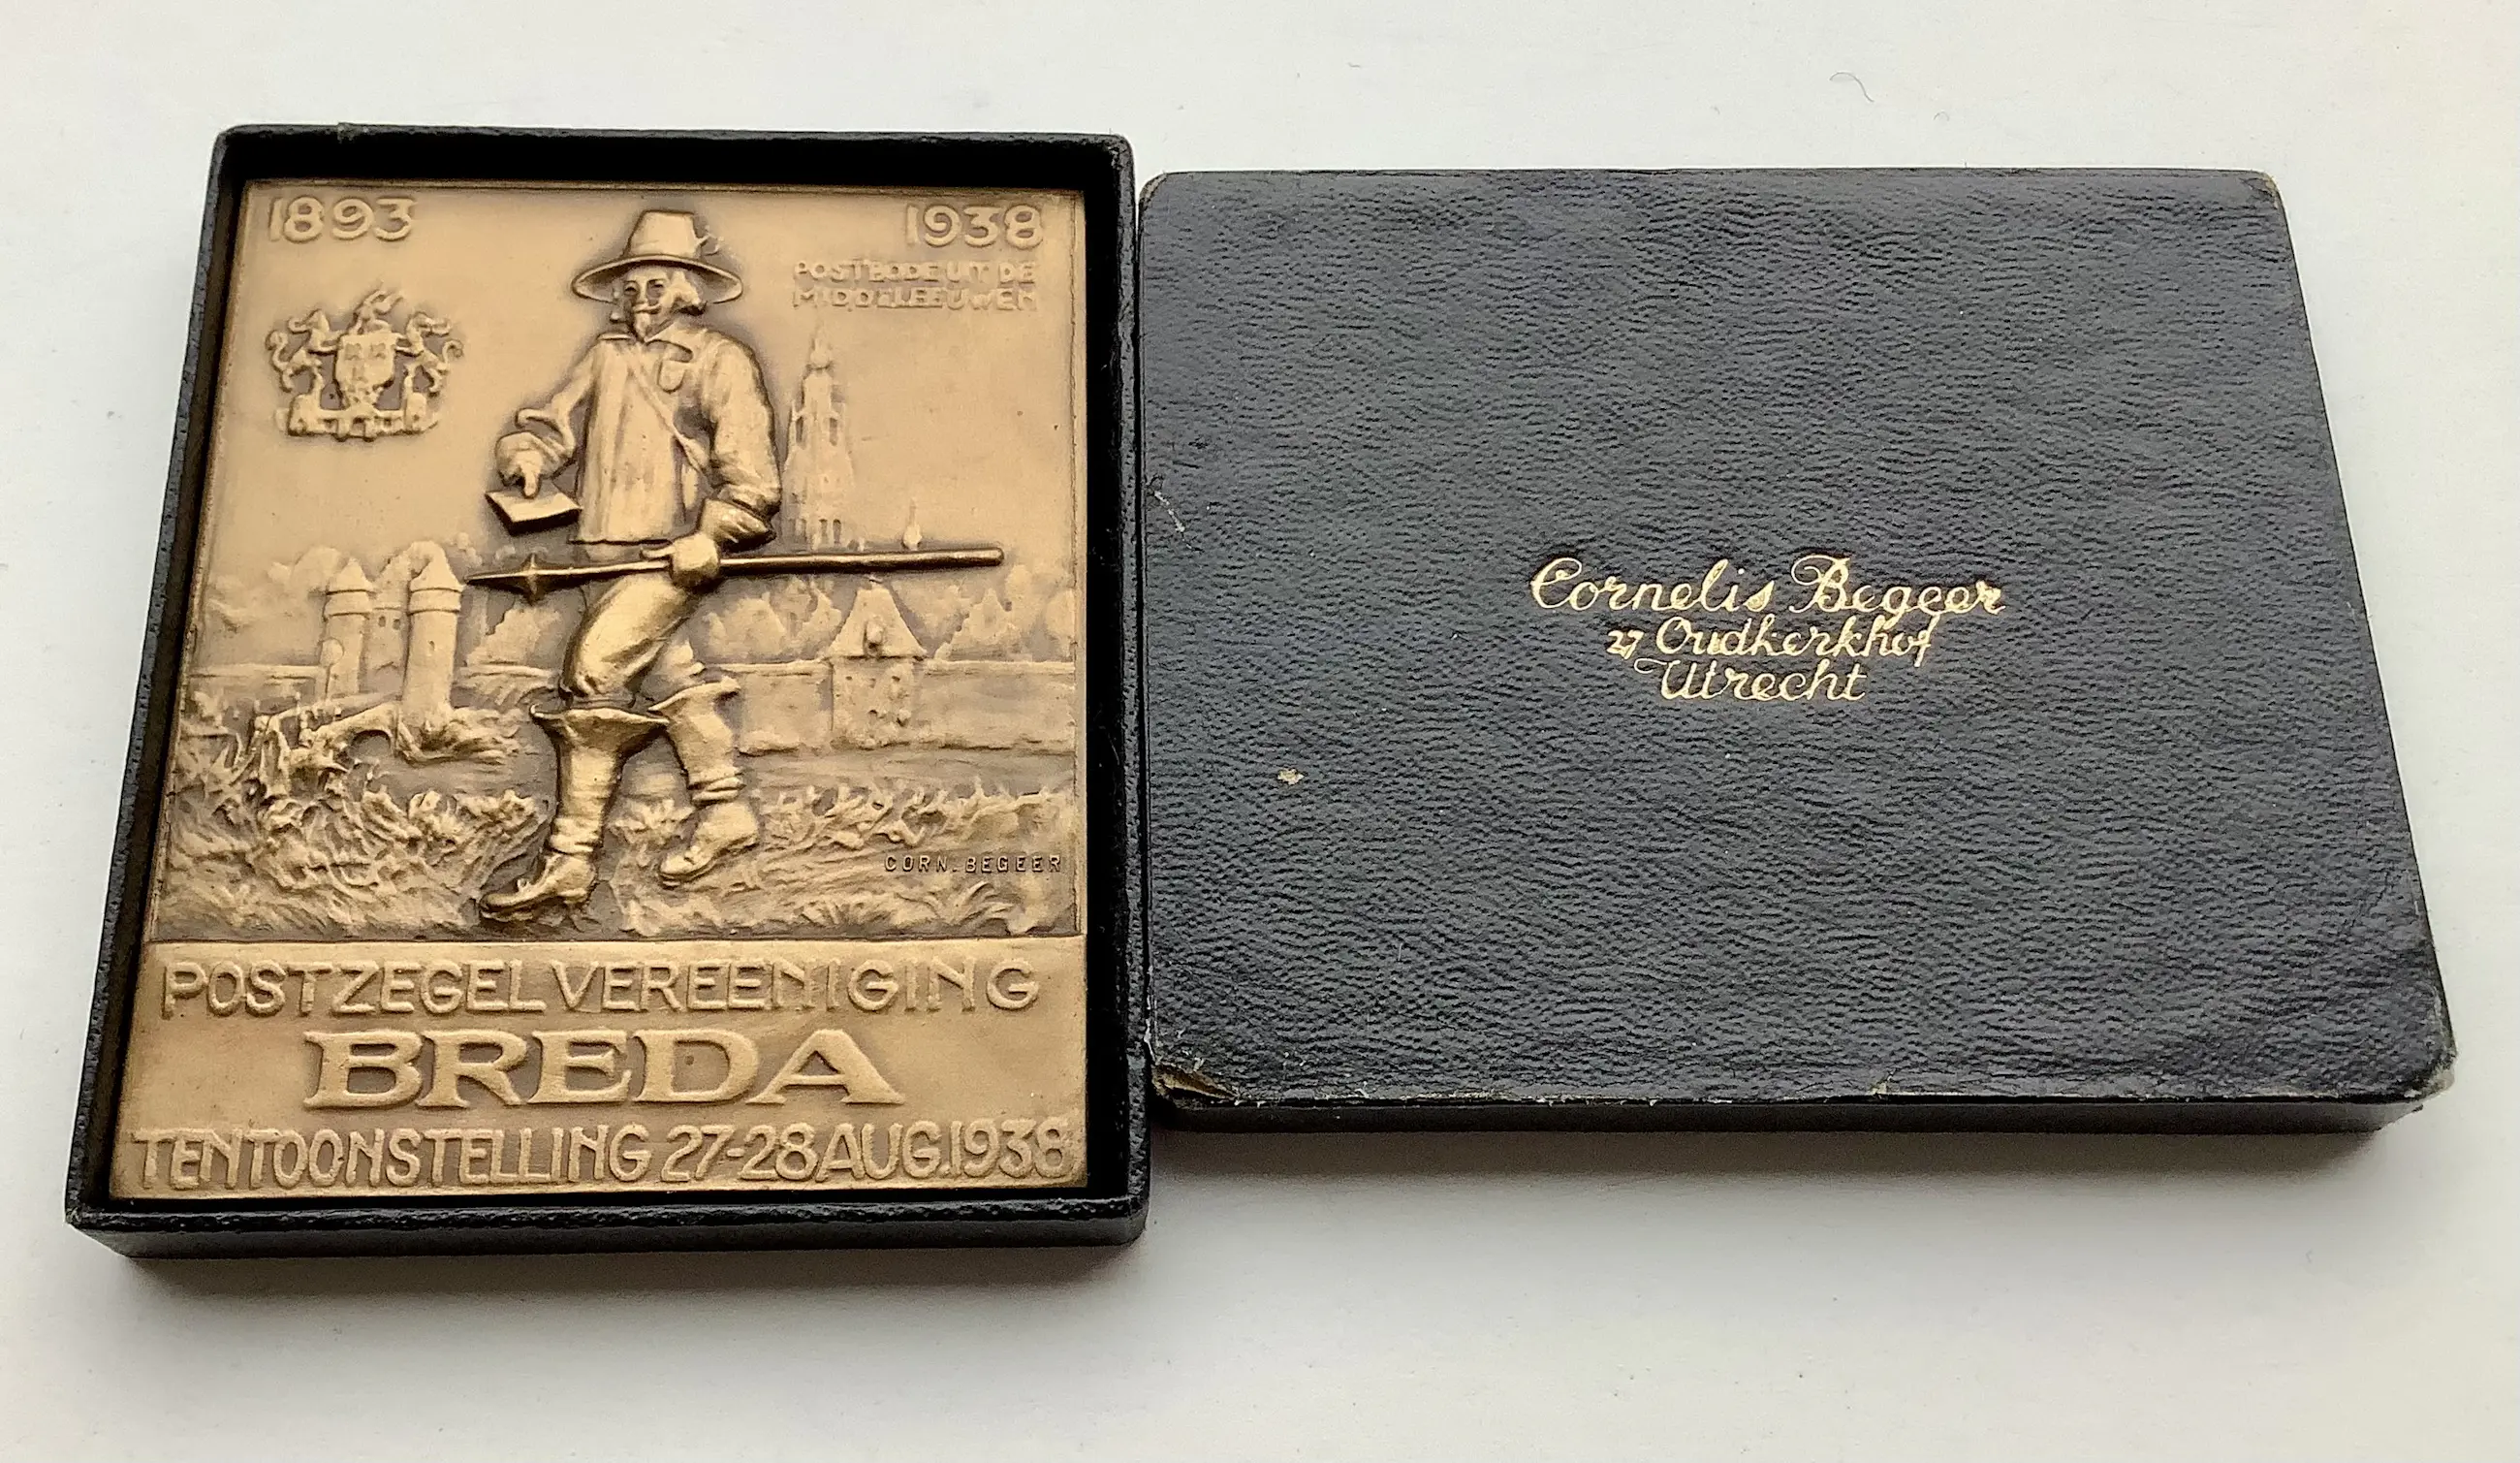 1893
1938
POSTBODE UIT DE
MIDDELEEUWEN
CORN. BEGEER
POSTZEGELVEREENIGING
BREDA
TENTOONSTELLING 27-28 AUG. 1938
Cornelis Begeer
27 Oudkerkhof
Utrecht